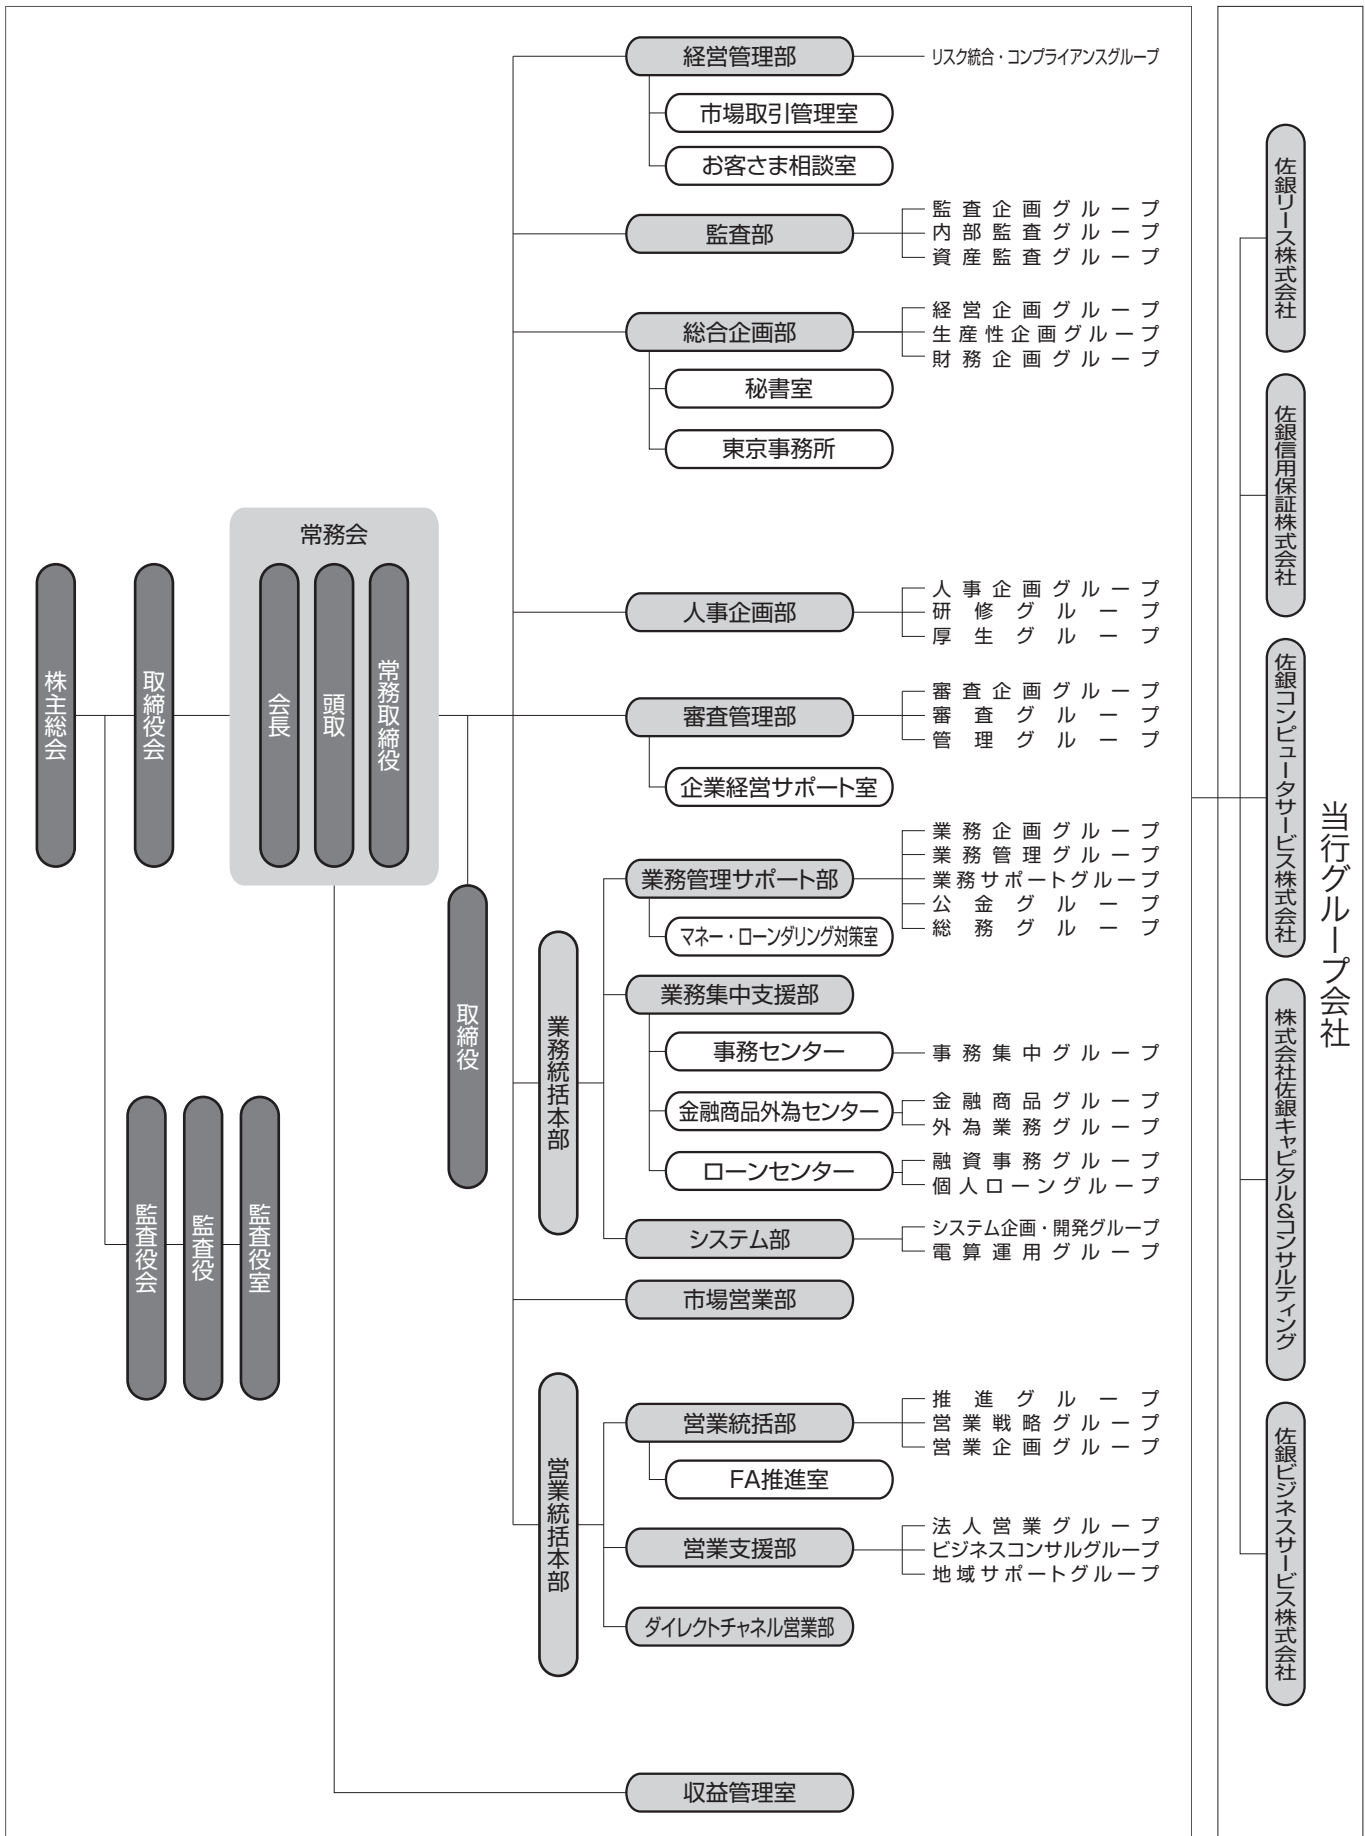 株主総会
取締役会
常務会
会長
頭取
常務取締役
取締役
監査役会
監査役
監査役室
経営管理部
リスク統合・コンプライアンスグループ
市場取引管理室
お客さま相談室
監査部
監査企画グループ
内部監査グループ
資産監査グループ
総合企画部
経営企画グループ
生産性企画グループ
財務企画グループ
秘書室
東京事務所
人事企画部
人事企画グループ
研修グループ
厚生グループ
審査管理部
審査企画グループ
審査グループ
管理グループ
企業経営サポート室
業務統括本部
業務管理サポート部
業務企画グループ
業務管理グループ
業務サポートグループ
公金グループ
総務グループ
マネー・ローンダリング対策室
業務集中支援部
事務センター
事務集中グループ
金融商品外為センター
金融商品グループ
外為業務グループ
ローンセンター
融資事務グループ
個人ローングループ
システム部
システム企画・開発グループ
電算運用グループ
市場営業部
営業統括本部
営業統括部
推進グループ
営業戦略グループ
営業企画グループ
FA推進室
営業支援部
法人営業グループ
ビジネスコンサルグループ
地域サポートグループ
ダイレクトチャネル営業部
収益管理室
当行グループ会社
佐銀リース株式会社
佐銀信用保証株式会社
佐銀コンピュータサービス株式会社
株式会社佐銀キャピタル&コンサルティング
佐銀ビジネスサービス株式会社